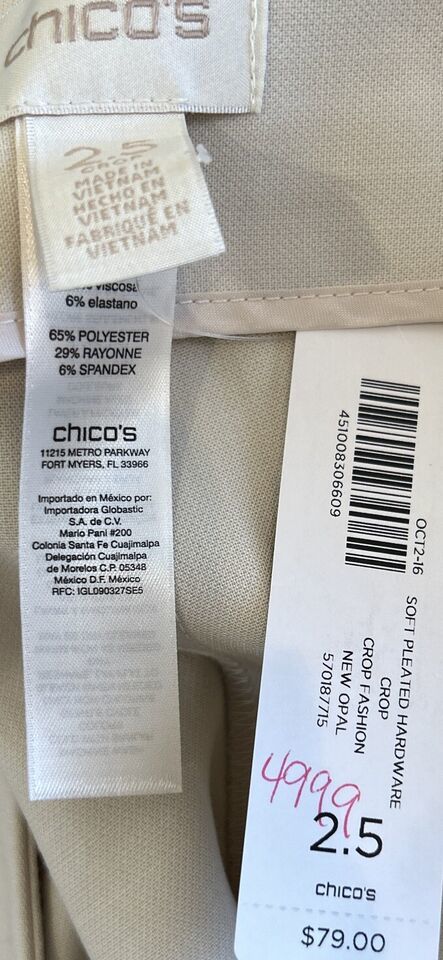 chico's
2.5
CROP
MADE IN
VIETNAM
HECHO EN
VIETNAM
FABRIQUÉ EN
VIETNAM
viscosa
6% elastano
65% POLYESTER
29% RAYONNE
6% SPANDEX
chico's
11215 METRO PARKWAY
FORT MYERS, FL 33966
Importado en México por:
Importadora Globastic
S.A. de C.V.
Mario Pani #200
Colonia Santa Fe Cuajimalpa
Delegación Cuajimalpa
de Morelos C.P. 05348
México D.F. México
RFC: IGL090327SE5
451008306609
OCT2-16
SOFT PLEATED HARDWARE
CROP
CROP FASHION
NEW OPAL
570187715
4999
2.5
chico's
$79.00